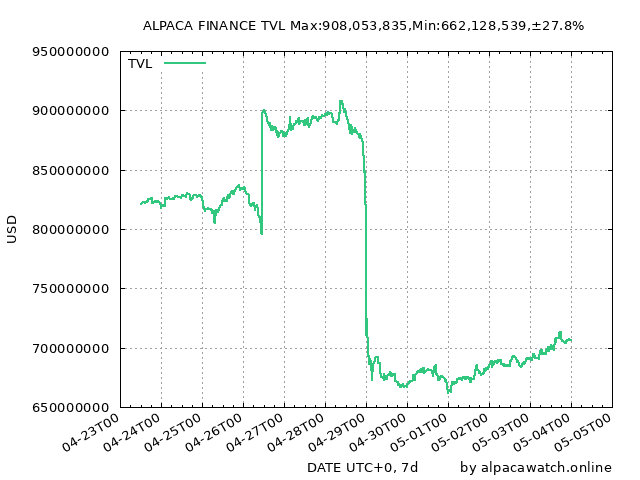 ALPACA FINANCE TVL Max:908,053,835,Min:662,128,539,±27.8%
TVL
950000000
900000000
850000000
800000000
750000000
700000000
650000000
USD
04-23T00
04-24T00
04-25T00
04-26T00
04-27T00
04-28T00
04-29T00
04-30T00
05-01T00
05-02T00
05-03T00
05-04T00
05-05T00
DATE UTC+0, 7d
by alpacawatch.online